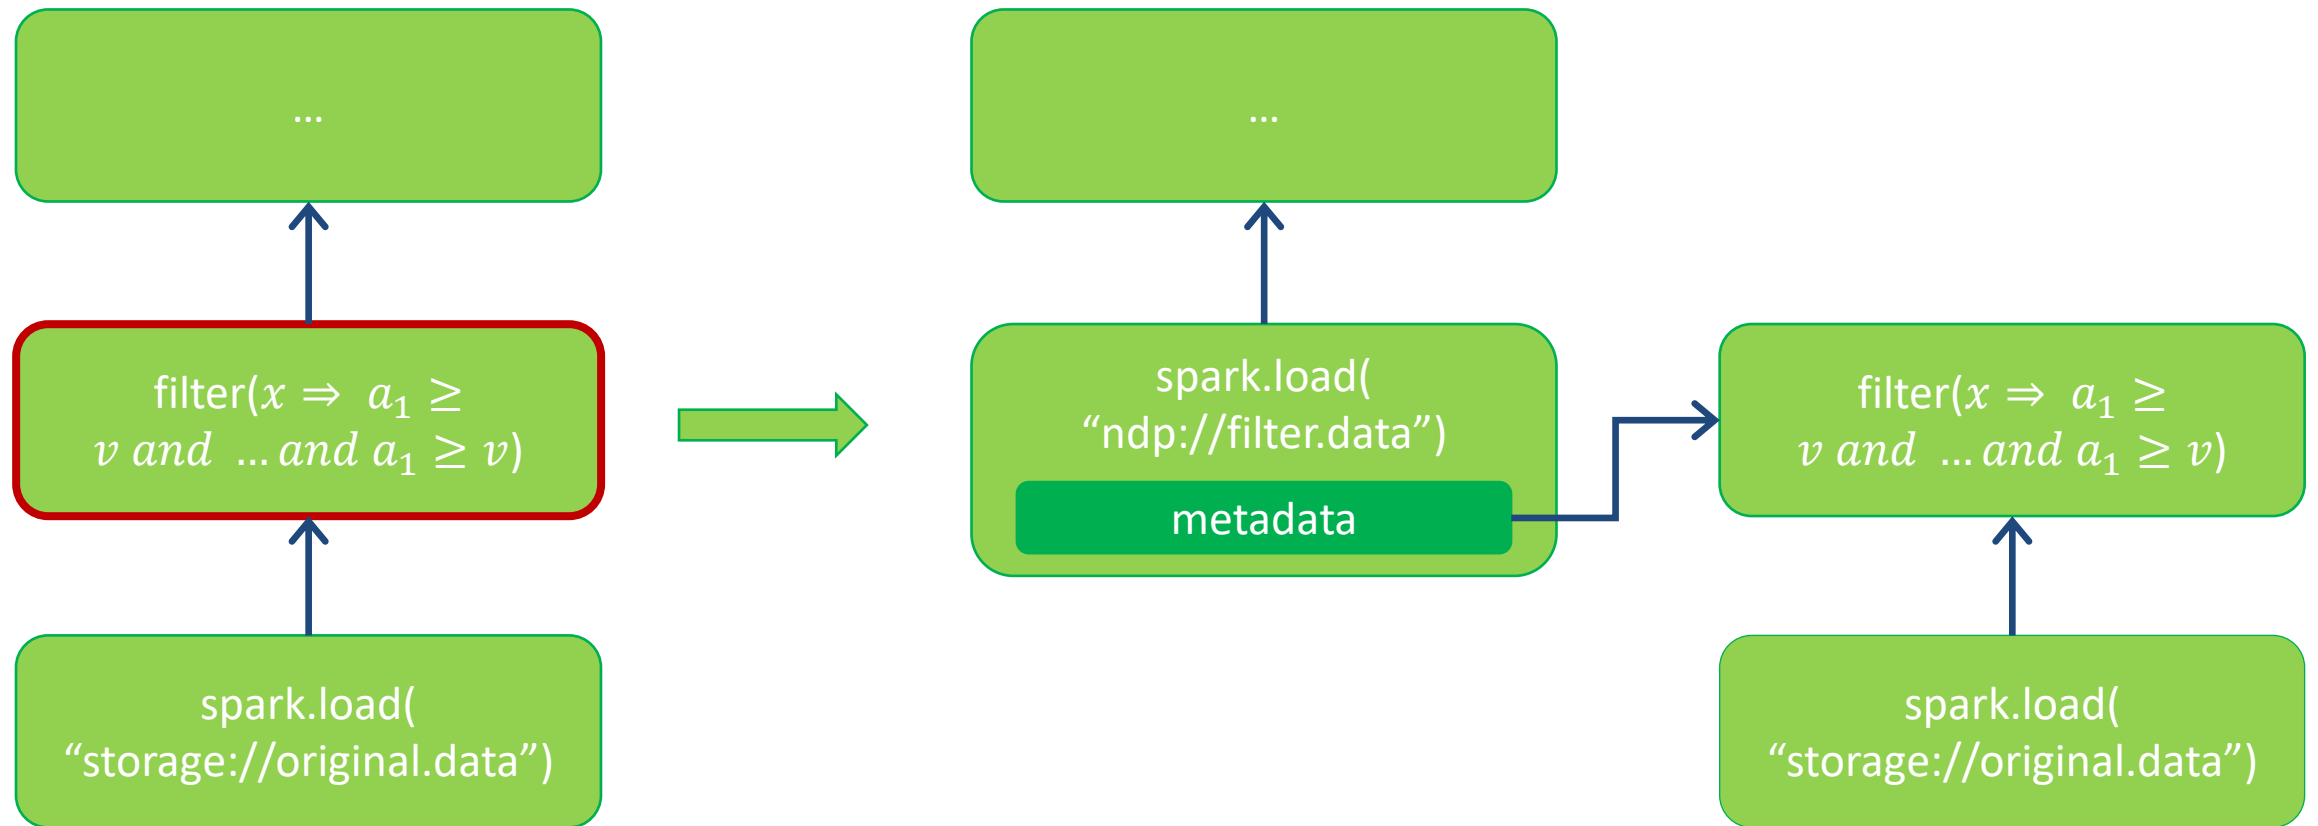 ...
filter(𝑥 ⇒ 𝑎₁ ≥
𝑣 𝑎𝑛𝑑 … 𝑎𝑛𝑑 𝑎₁ ≥ 𝑣)
spark.load(
“storage://original.data”)
...
spark.load(
“ndp://filter.data”)
metadata
filter(𝑥 ⇒ 𝑎₁ ≥
𝑣 𝑎𝑛𝑑 … 𝑎𝑛𝑑 𝑎₁ ≥ 𝑣)
spark.load(
“storage://original.data”)